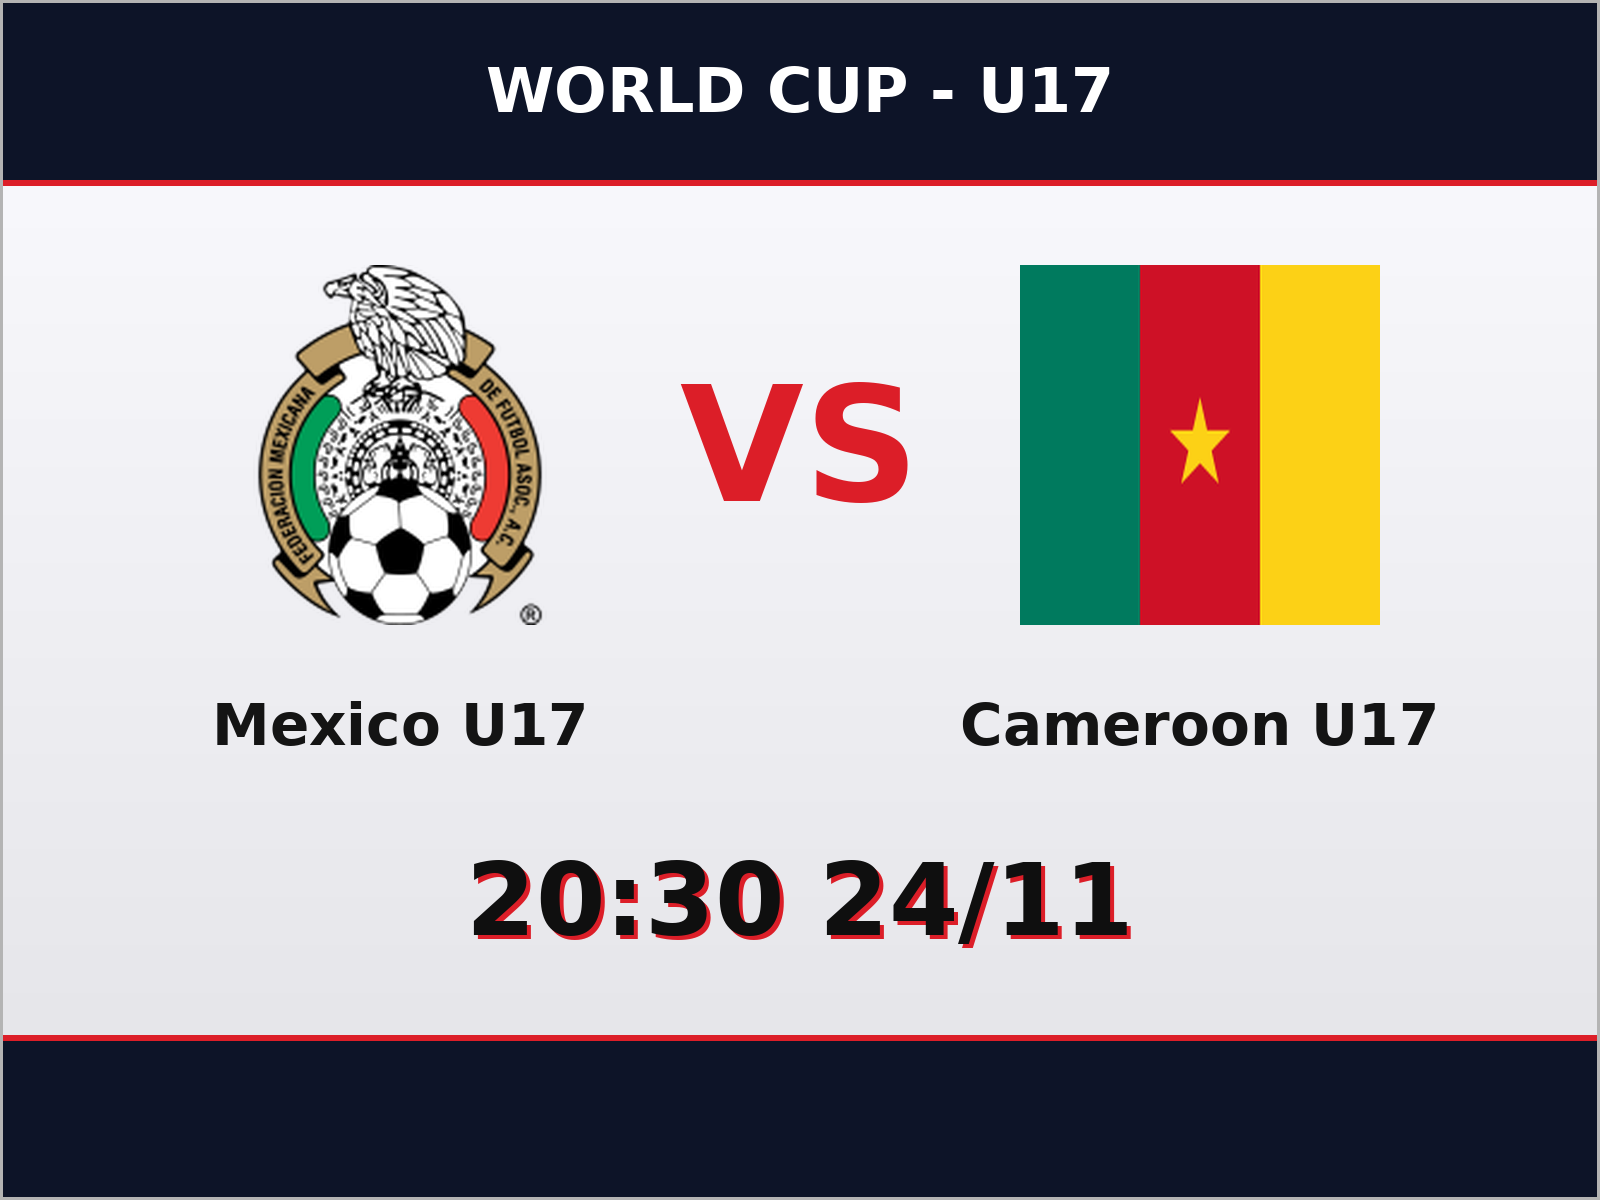 WORLD CUP - U17
FEDERACION MEXICANA
DE FUTBOL ASOC., A.C.
®
VS
Mexico U17
Cameroon U17
20:30 24/11